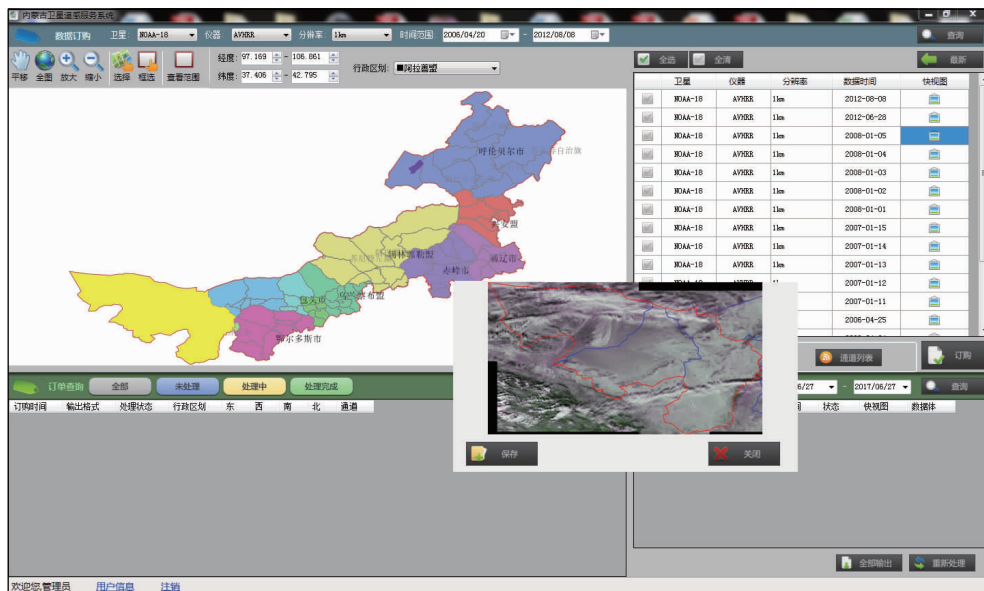 内蒙古卫星遥感服务系统
数据订购 卫星: NOAA-18 仪器 AVHRR 分辨率: 1km 时间范围 2006/04/20 - 2012/08/08 查询
平移 全图 放大 缩小 选择 框选 查看范围
经度: 97.169 - 106.861
纬度: 37.406 - 42.795
行政区划: 阿拉善盟
全选 全清 最新
卫星 仪器 分辨率 数据时间 快视图
NOAA-18 AVHRR 1km 2012-08-08
NOAA-18 AVHRR 1km 2012-06-28
NOAA-18 AVHRR 1km 2008-01-05
NOAA-18 AVHRR 1km 2008-01-04
NOAA-18 AVHRR 1km 2008-01-03
NOAA-18 AVHRR 1km 2008-01-02
NOAA-18 AVHRR 1km 2008-01-01
NOAA-18 AVHRR 1km 2007-01-15
NOAA-18 AVHRR 1km 2007-01-14
NOAA-18 AVHRR 1km 2007-01-13
2007-01-12
2007-01-11
2006-04-25
呼伦贝尔市
自治旗
兴安盟
锡林郭勒盟
通辽市
赤峰市
乌兰察布盟
包头市
鄂尔多斯市
通道列表 订购
订单查询 全部 未处理 处理中 处理完成
6/27 - 2017/06/27 查询
订购时间 输出格式 处理状态 行政区划 东 西 南 北 通道
状态 快视图 数据体
保存 关闭
全部输出 重新处理
欢迎您,管理员 用户信息 注销